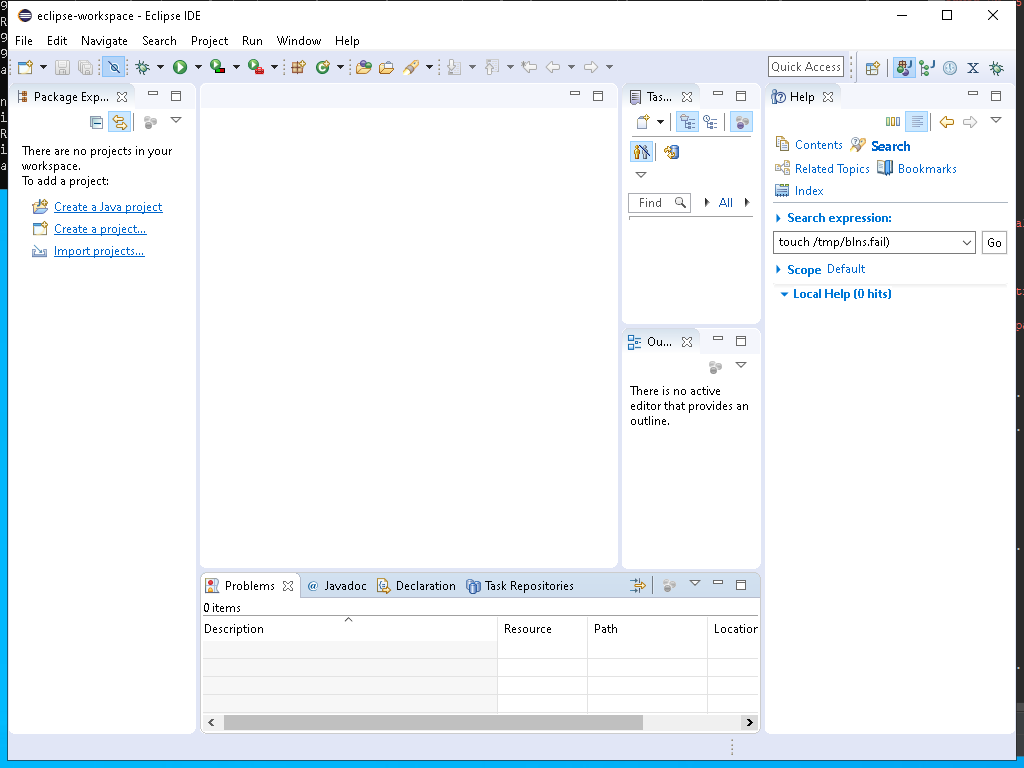 eclipse-workspace - Eclipse IDE
File Edit Navigate Search Project Run Window Help
Quick Access
Package Exp...
There are no projects in your
workspace.
To add a project:
Create a Java project
Create a project...
Import projects...
Tas...
Find
All
Ou...
There is no active
editor that provides an
outline.
Help
Contents Search
Related Topics Bookmarks
Index
Search expression:
touch /tmp/blns.fail)
Go
Scope Default
Local Help (0 hits)
Problems @ Javadoc Declaration Task Repositories
0 items
Description Resource Path Location